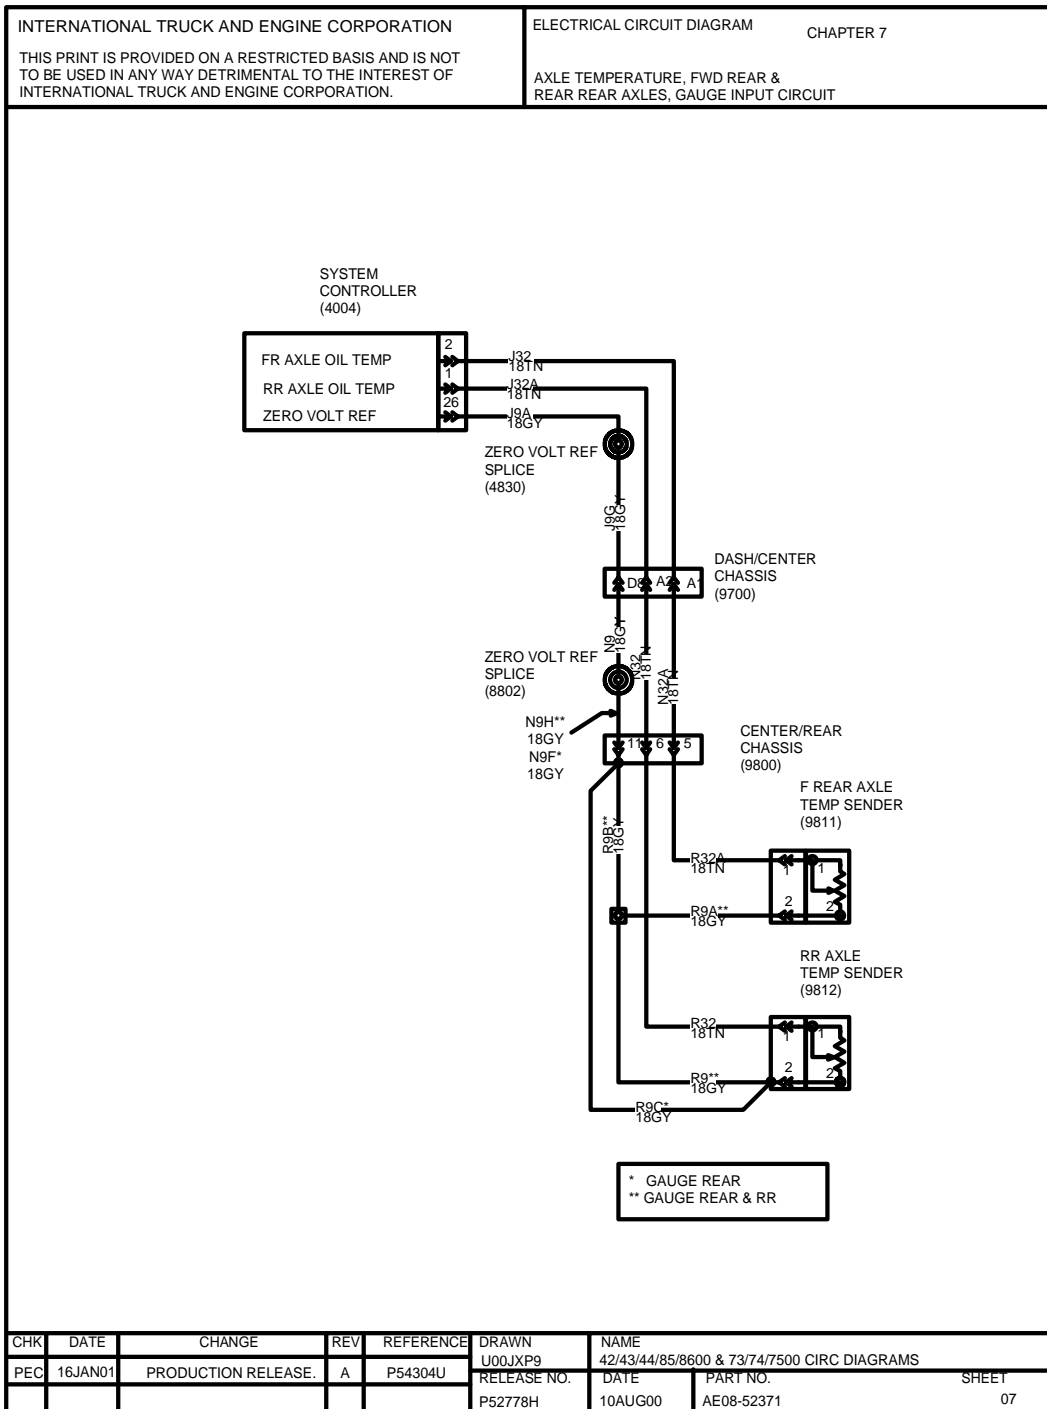 INTERNATIONAL TRUCK AND ENGINE CORPORATION
THIS PRINT IS PROVIDED ON A RESTRICTED BASIS AND IS NOT
TO BE USED IN ANY WAY DETRIMENTAL TO THE INTEREST OF
INTERNATIONAL TRUCK AND ENGINE CORPORATION.
ELECTRICAL CIRCUIT DIAGRAM
CHAPTER 7
AXLE TEMPERATURE, FWD REAR &
REAR REAR AXLES, GAUGE INPUT CIRCUIT
SYSTEM
CONTROLLER
(4004)
FR AXLE OIL TEMP
2
J32
18TN
RR AXLE OIL TEMP
1
J32A
18TN
ZERO VOLT REF
26
J9A
18GY
ZERO VOLT REF
SPLICE
(4830)
J9G
18GY
DASH/CENTER
CHASSIS
(9700)
D8
A2
A1
N9
18GY
N32
18TN
N32A
18TN
ZERO VOLT REF
SPLICE
(8802)
N9H**
18GY
N9F*
18GY
11
6
5
CENTER/REAR
CHASSIS
(9800)
F REAR AXLE
TEMP SENDER
(9811)
R9B**
18GY
R32A
18TN
1
1
R9A**
18GY
2
2
RR AXLE
TEMP SENDER
(9812)
R32
18TN
1
1
R9**
18GY
2
2
R9C*
18GY
* GAUGE REAR
** GAUGE REAR & RR
CHK DATE CHANGE REV REFERENCE
PEC 16JAN01 PRODUCTION RELEASE. A P54304U
DRAWN
U00JXP9
NAME
42/43/44/85/8600 & 73/74/7500 CIRC DIAGRAMS
RELEASE NO.
P52778H
DATE
10AUG00
PART NO.
AE08-52371
SHEET
07